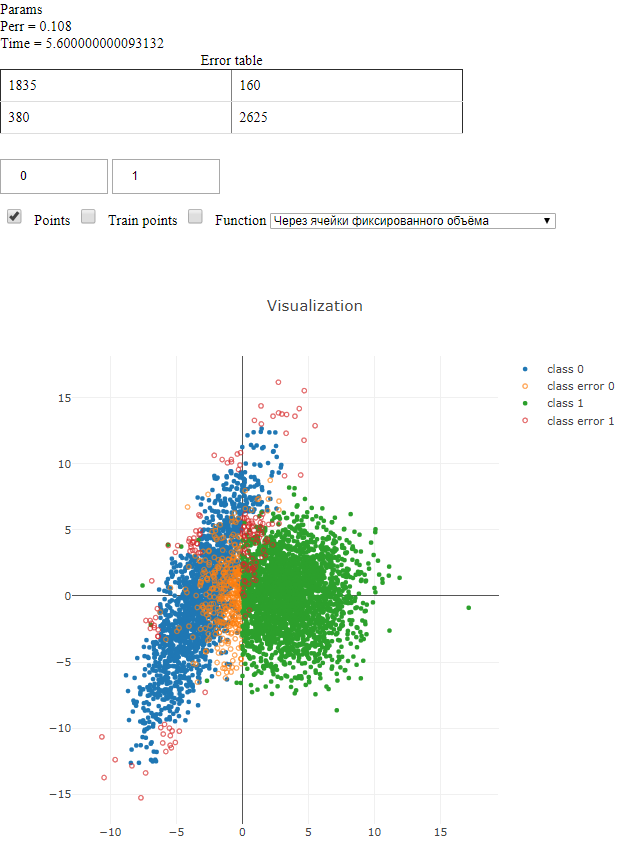 Params
Perr = 0.108
Time = 5.600000000093132
Error table
1835 160
380 2625
0 1
Points Train points Function Через ячейки фиксированного объёма
Visualization
class 0
class error 0
class 1
class error 1
15
10
5
0
−5
−10
−15
−10 −5 0 5 10 15